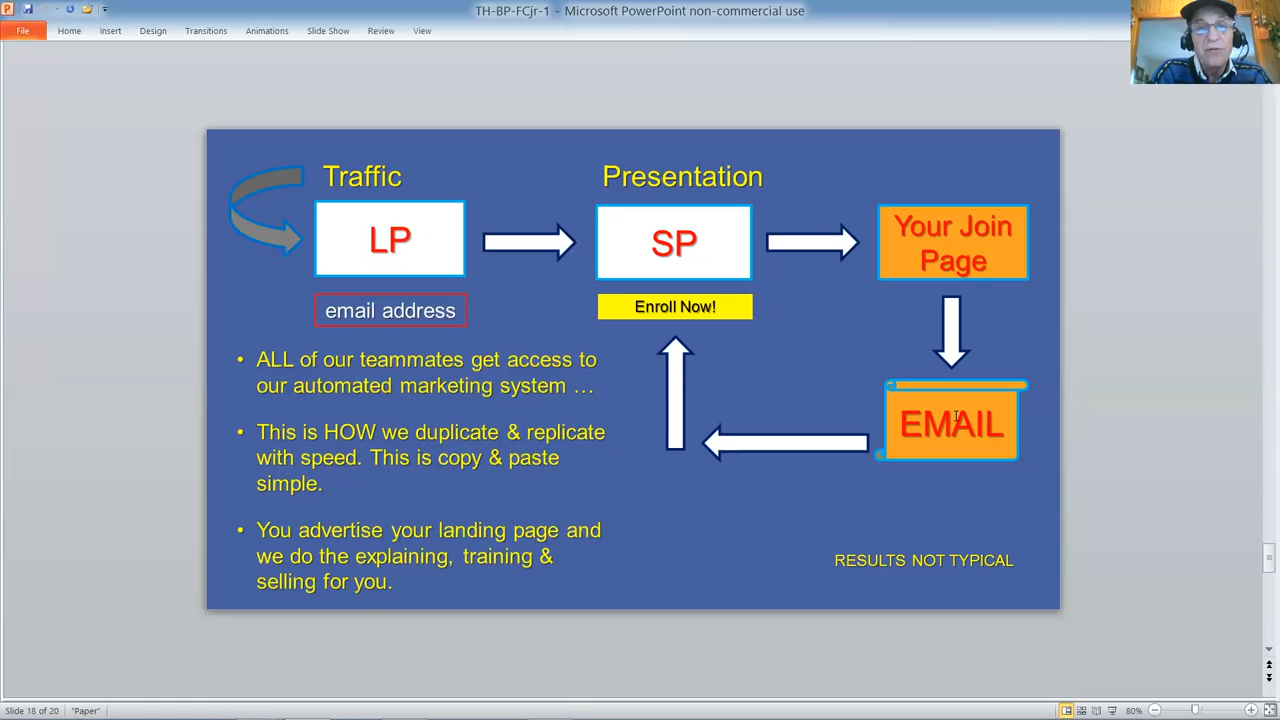 TH-BP-FCjr-1 - Microsoft PowerPoint non-commercial use
File Home Insert Design Transitions Animations Slide Show Review View
Traffic
Presentation
LP
SP
Your Join
Page
email address
Enroll Now!
• ALL of our teammates get access to
our automated marketing system …
EMAIL
• This is HOW we duplicate & replicate
with speed. This is copy & paste
simple.
• You advertise your landing page and
we do the explaining, training &
selling for you.
RESULTS NOT TYPICAL
Slide 18 of 20 "Paper" 80%